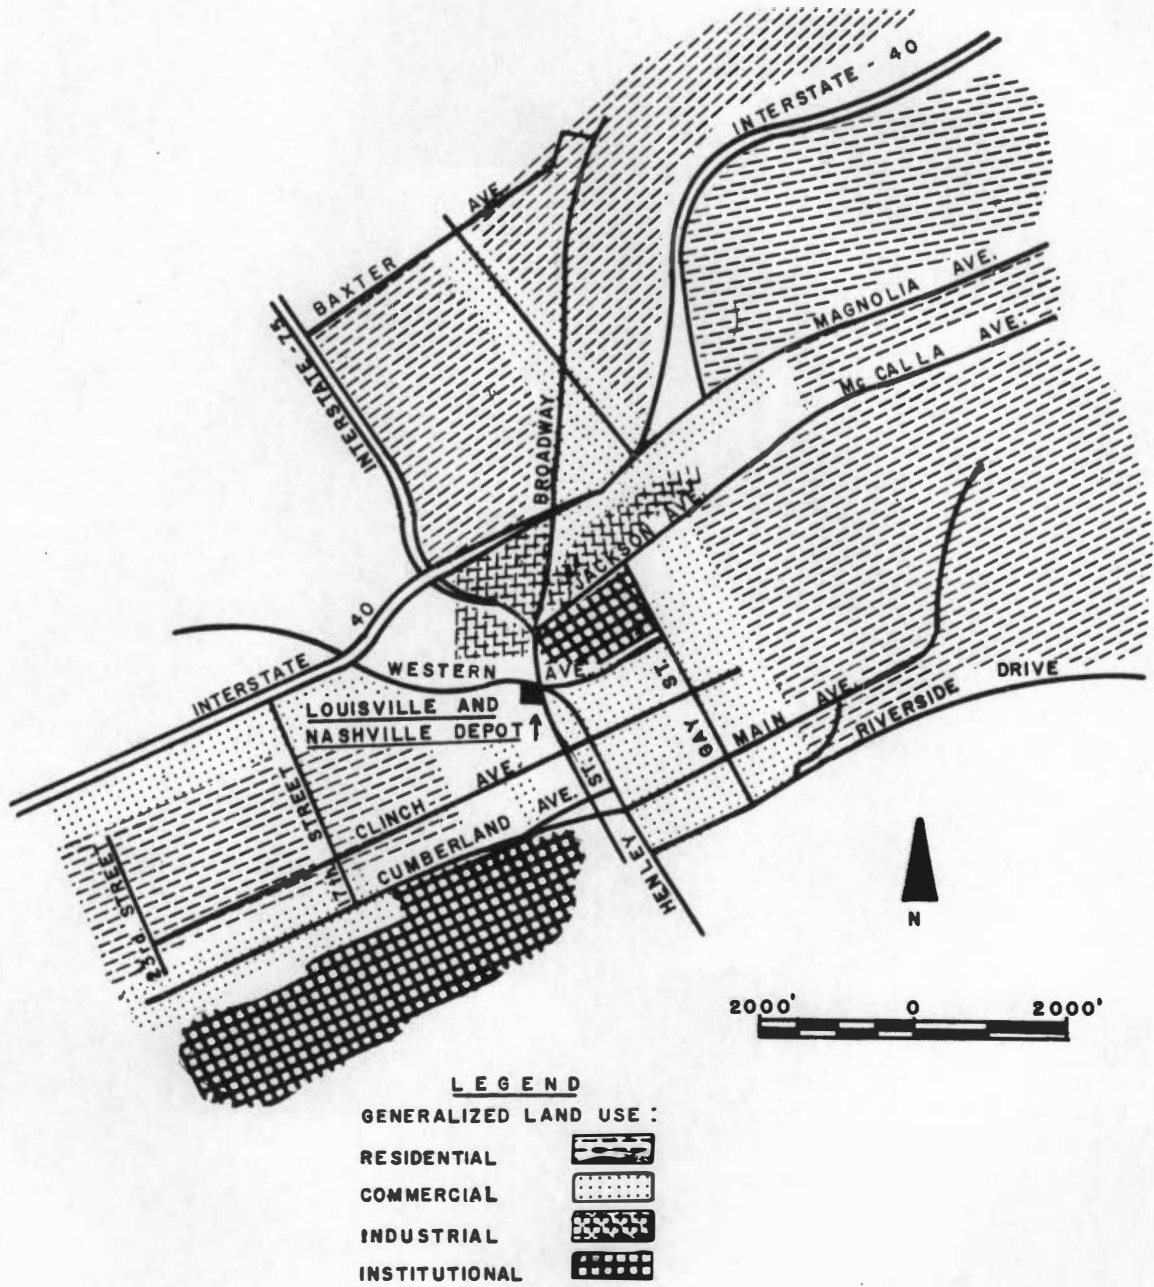 INTERSTATE - 40
BAXTER AVE.
INTERSTATE 75
MAGNOLIA AVE.
Mc CALLA AVE.
BROADWAY
JACKSON AVE.
INTERSTATE 40
WESTERN AVE.
LOUISVILLE AND
NASHVILLE DEPOT
GAY ST.
MAIN AVE.
RIVERSIDE DRIVE
17th STREET
CLINCH AVE.
CUMBERLAND AVE.
HENLEY ST.
23rd STREET
N
2000' 0 2000'
LEGEND
GENERALIZED LAND USE :
RESIDENTIAL
COMMERCIAL
INDUSTRIAL
INSTITUTIONAL